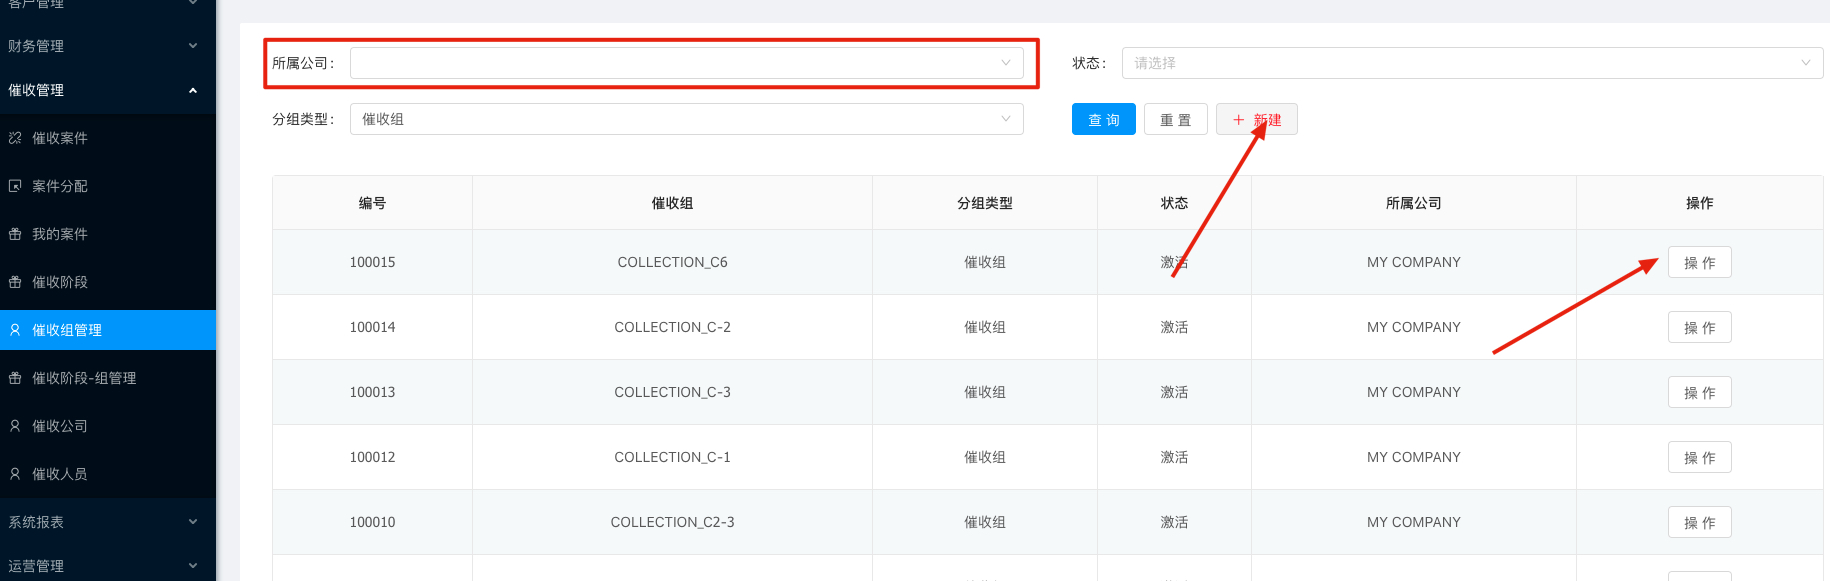 客户管理
财务管理
催收管理
催收案件
案件分配
我的案件
催收阶段
催收组管理
催收阶段-组管理
催收公司
催收人员
系统报表
运营管理
所属公司：
状态： 请选择
分组类型： 催收组
查 询 重 置 + 新建
编号 催收组 分组类型 状态 所属公司 操作
100015 COLLECTION_C6 催收组 激活 MY COMPANY 操 作
100014 COLLECTION_C-2 催收组 激活 MY COMPANY 操 作
100013 COLLECTION_C-3 催收组 激活 MY COMPANY 操 作
100012 COLLECTION_C-1 催收组 激活 MY COMPANY 操 作
100010 COLLECTION_C2-3 催收组 激活 MY COMPANY 操 作